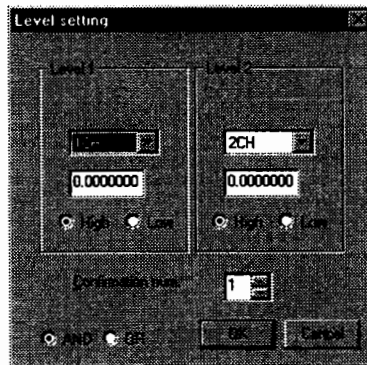 Level setting
Level 1 Level 2
2CH
0.0000000 0.0000000
High Low High Low
Confirmation num.
1
AND OR OK Cancel